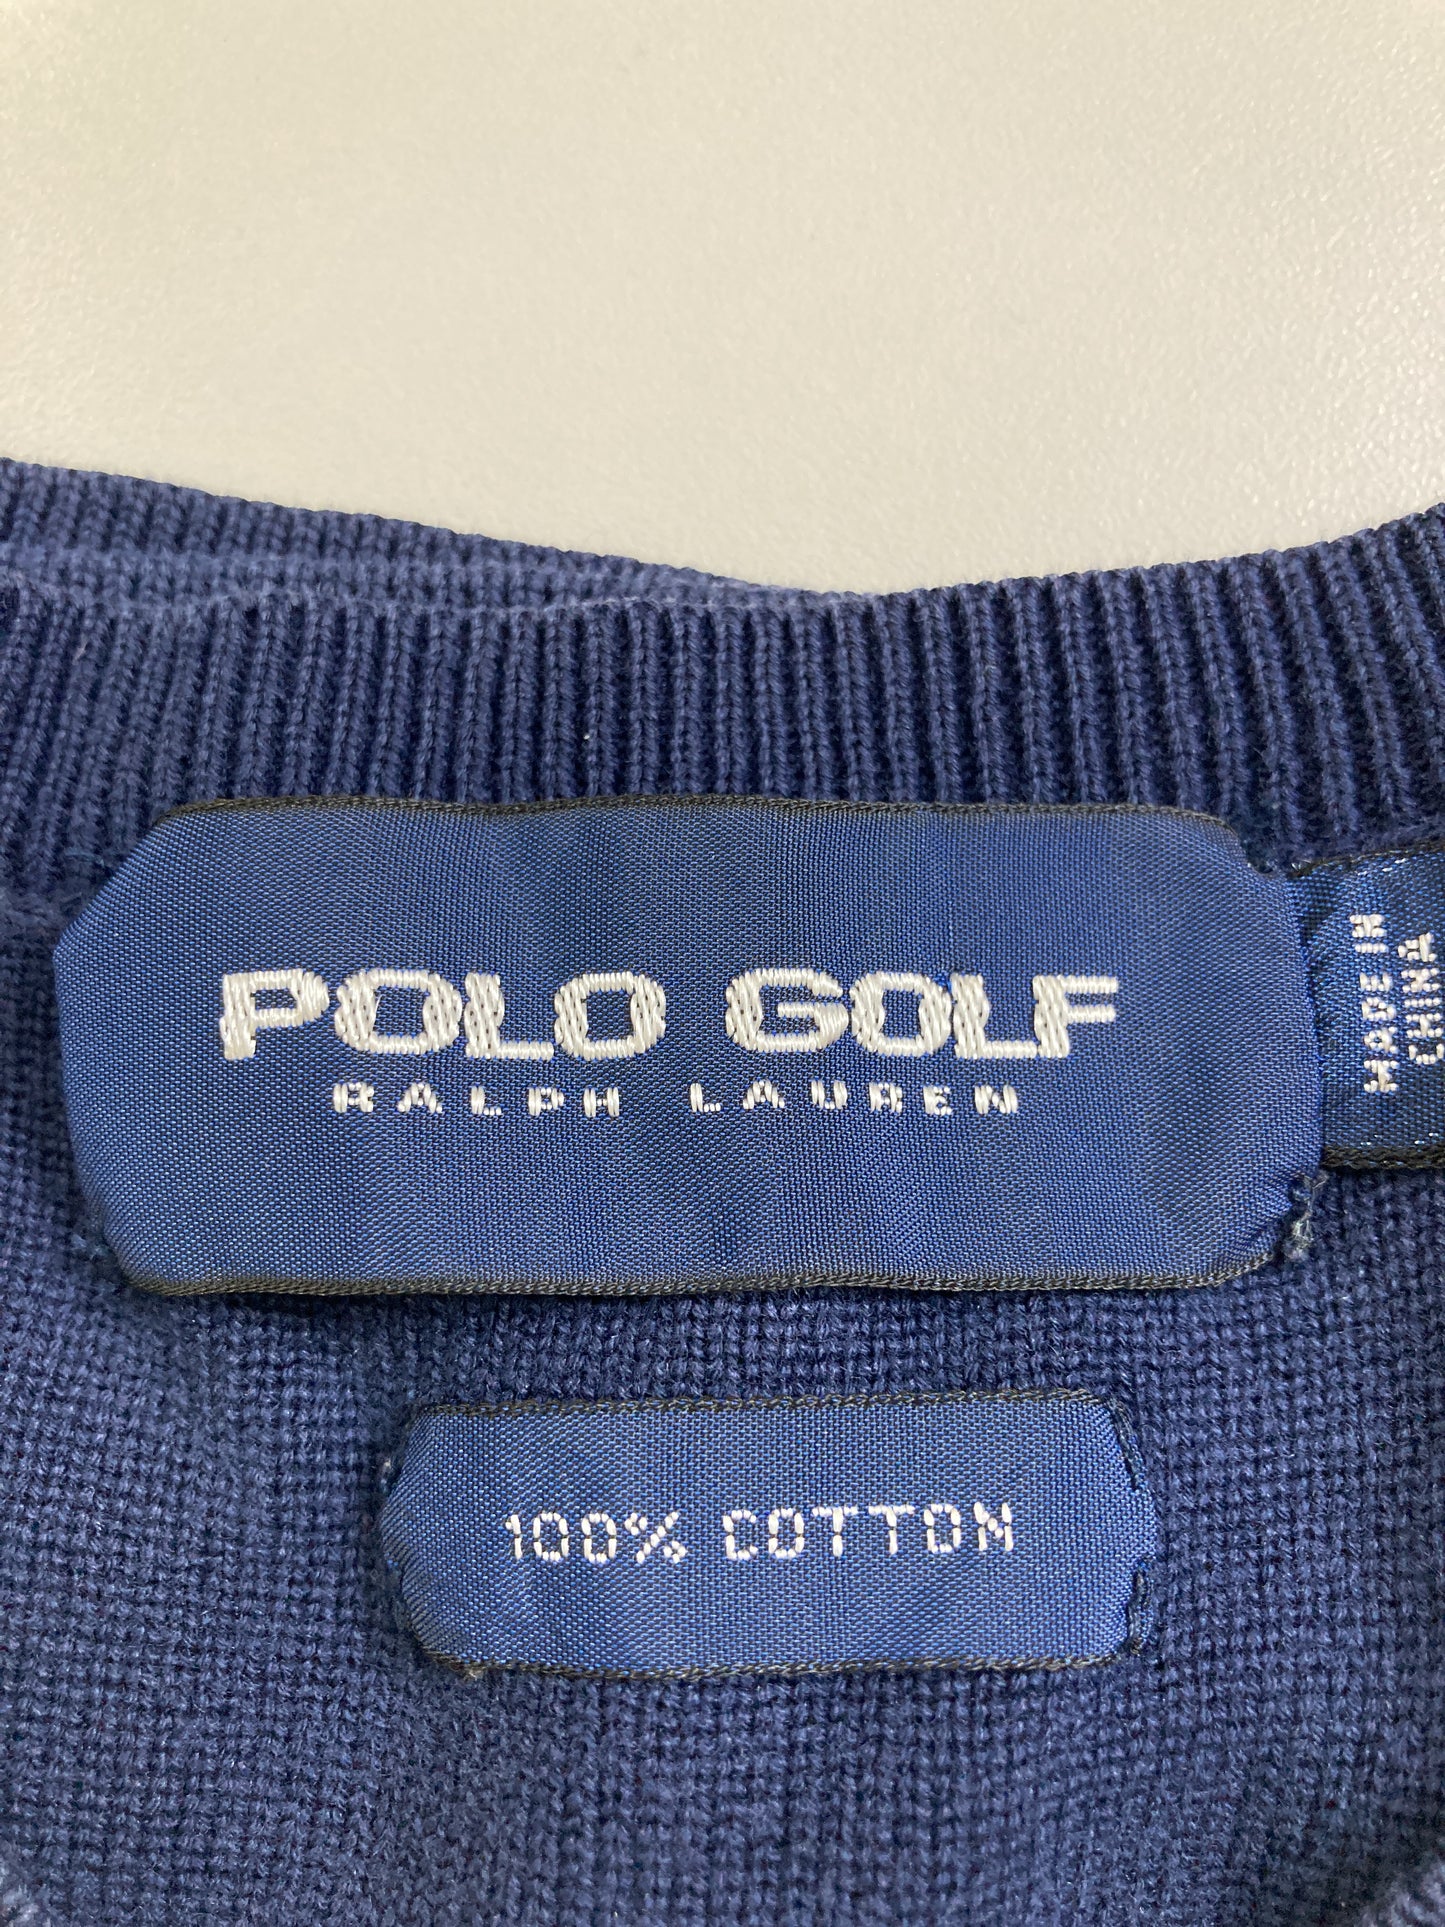 POLO GOLF
RALPH LAUREN
MADE IN
CHINA
100% COTTON